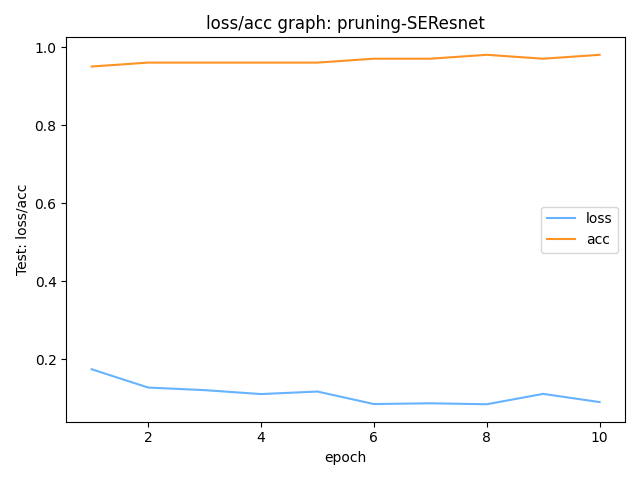 loss/acc graph: pruning-SEResnet
1.0
0.8
0.6
0.4
0.2
Test: loss/acc
loss
acc
2 4 6 8 10
epoch